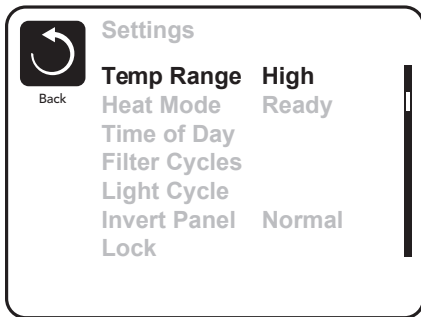 Settings
Back
Temp Range High
Heat Mode Ready
Time of Day
Filter Cycles
Light Cycle
Invert Panel Normal
Lock